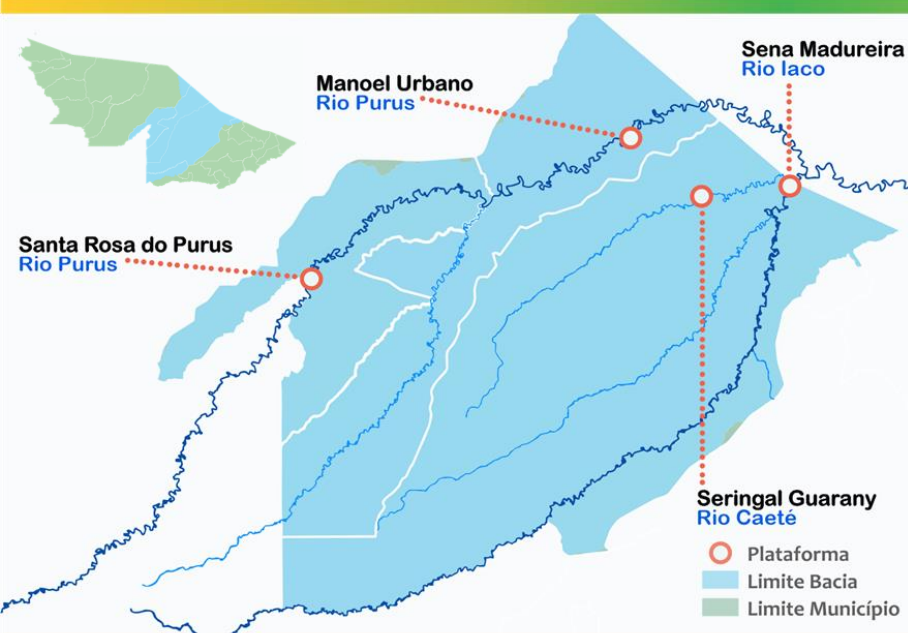 Sena Madureira
Rio Iaco
Manoel Urbano
Rio Purus
Santa Rosa do Purus
Rio Purus
Seringal Guarany
Rio Caeté
Plataforma
Limite Bacia
Limite Município